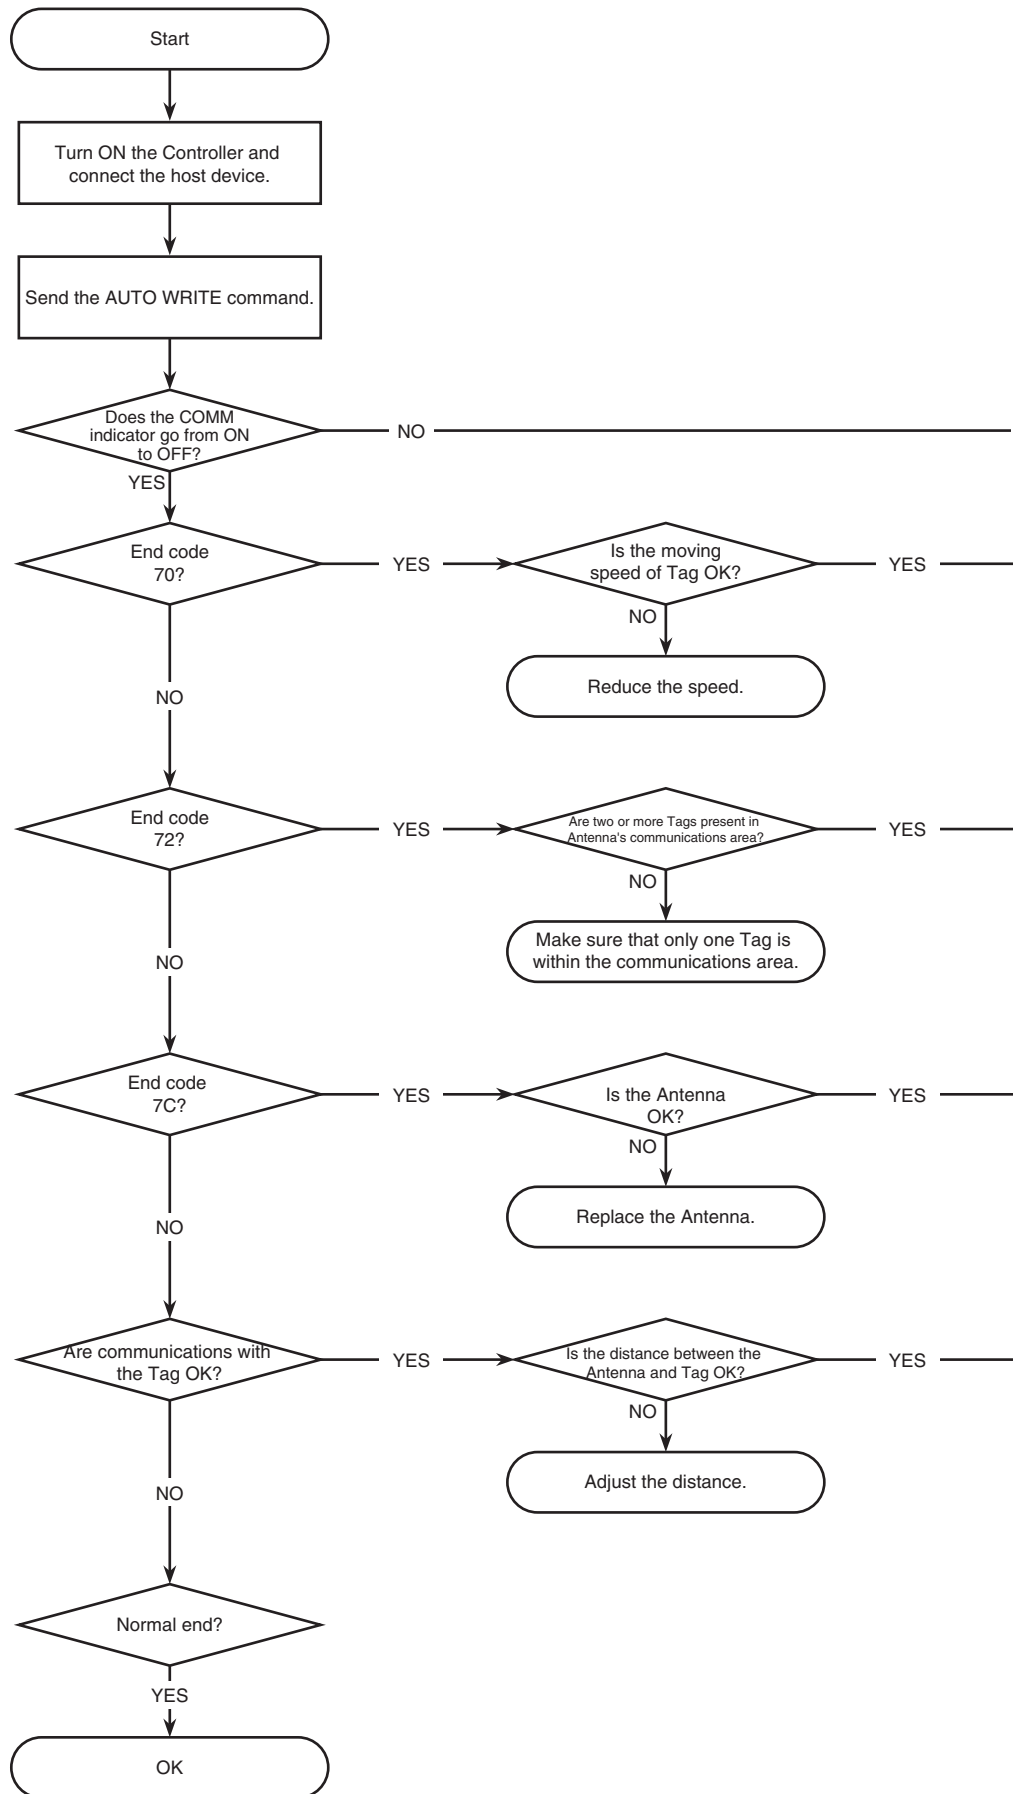 Start
Turn ON the Controller and
connect the host device.
Send the AUTO WRITE command.
Does the COMM
indicator go from ON
to OFF?
NO
YES
End code
70?
YES
Is the moving
speed of Tag OK?
YES
NO
Reduce the speed.
NO
End code
72?
YES
Are two or more Tags present in
Antenna's communications area?
YES
NO
Make sure that only one Tag is
within the communications area.
NO
End code
7C?
YES
Is the Antenna
OK?
YES
NO
Replace the Antenna.
NO
Are communications with
the Tag OK?
YES
Is the distance between the
Antenna and Tag OK?
YES
NO
Adjust the distance.
NO
Normal end?
YES
OK